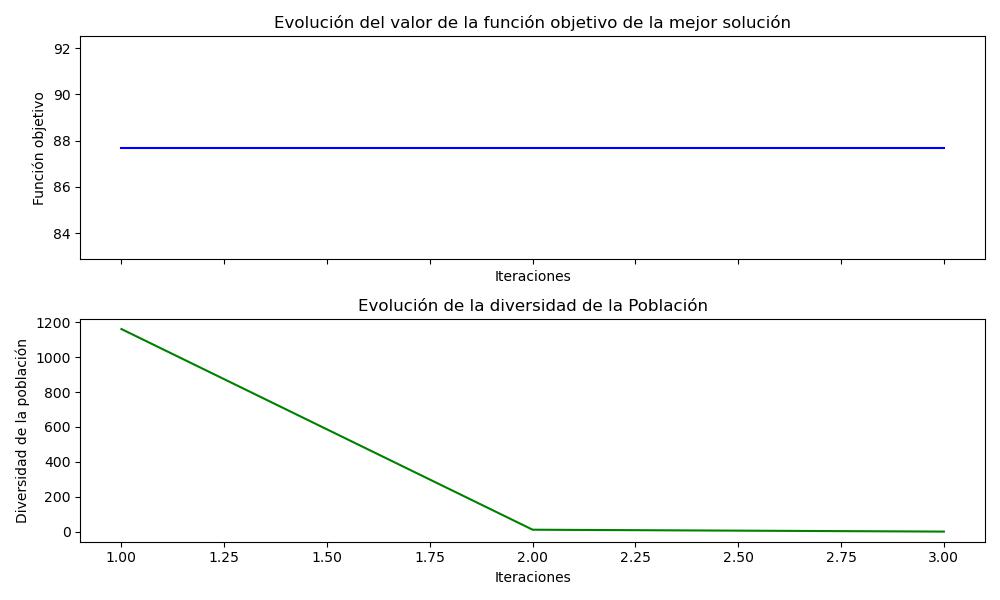 Evolución del valor de la función objetivo de la mejor solución
92
90
88
86
84
Función objetivo
Iteraciones
Evolución de la diversidad de la Población
1200
1000
800
600
400
200
0
Diversidad de la población
1.00 1.25 1.50 1.75 2.00 2.25 2.50 2.75 3.00
Iteraciones